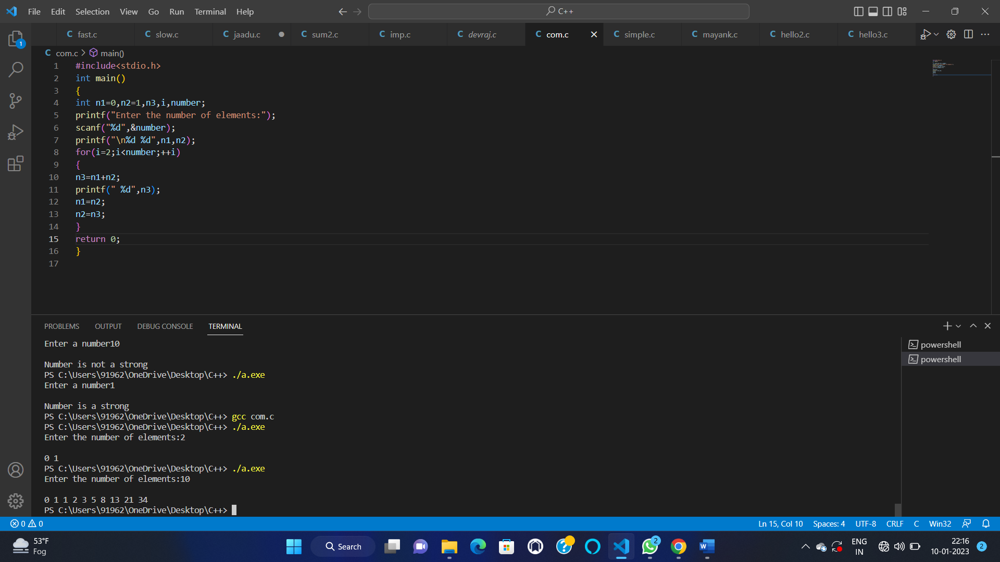 File Edit Selection View Go Run Terminal Help
C++
C fast.c C slow.c C jaadu.c C sum2.c C imp.c C devraj.c C com.c C simple.c C mayank.c C hello2.c C hello3.c
1
C com.c > main()
1 #include<stdio.h>
2 int main()
3 {
4 int n1=0,n2=1,n3,i,number;
5 printf("Enter the number of elements:");
6 scanf("%d",&number);
7 printf("\n%d %d",n1,n2);
8 for(i=2;i<number;++i)
9 {
10 n3=n1+n2;
11 printf(" %d",n3);
12 n1=n2;
13 n2=n3;
14 }
15 return 0;
16 }
17
PROBLEMS OUTPUT DEBUG CONSOLE TERMINAL
Enter a number10
Number is not a strong
PS C:\Users\91962\OneDrive\Desktop\C++> ./a.exe
Enter a number1
Number is a strong
PS C:\Users\91962\OneDrive\Desktop\C++> gcc com.c
PS C:\Users\91962\OneDrive\Desktop\C++> ./a.exe
Enter the number of elements:2
0 1
PS C:\Users\91962\OneDrive\Desktop\C++> ./a.exe
Enter the number of elements:10
0 1 1 2 3 5 8 13 21 34
PS C:\Users\91962\OneDrive\Desktop\C++>
powershell
powershell
0 0
Ln 15, Col 10 Spaces: 4 UTF-8 CRLF C Win32
53°F
Fog
Search
2
ENG
IN
22:16
10-01-2023
2